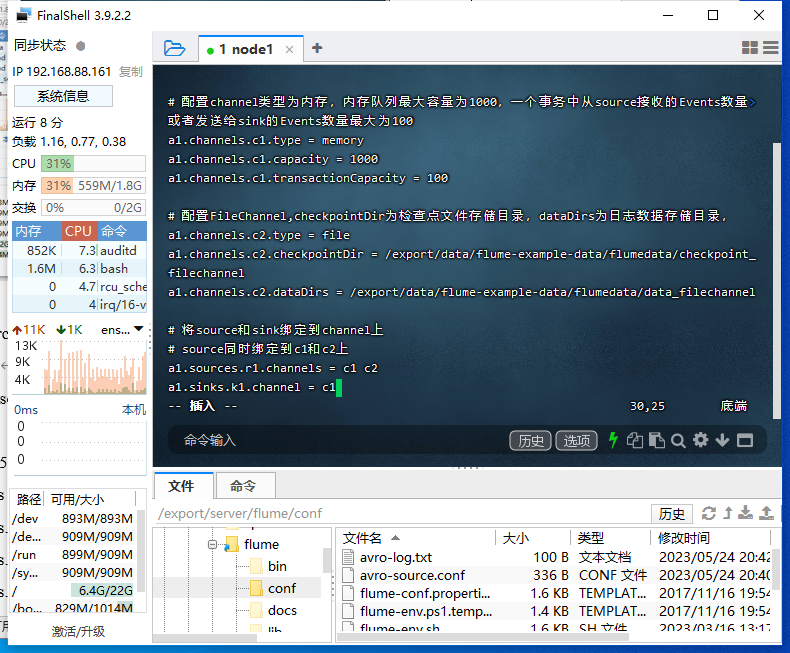 FinalShell 3.9.2.2
同步状态
IP 192.168.88.161 复制
系统信息
运行 8 分
负载 1.16, 0.77, 0.38
CPU 31%
内存 31% 559M/1.8G
交换 0% 0/2G
内存 CPU 命令
852K 7.3 auditd
1.6M 6.3 bash
0 4.7 rcu_sche
0 4 irq/16-v
11K 1K ens...
13K
9K
4K
0ms 本机
0
0
0
路径 可用/大小
/dev 893M/893M
/de... 909M/909M
/run 899M/909M
/sy... 909M/909M
/ 6.4G/22G
/bo... 829M/1014M
激活/升级
1 node1
# 配置channel类型为内存，内存队列最大容量为1000，一个事务中从source接收的Events数量
或者发送给sink的Events数量最大为100
a1.channels.c1.type = memory
a1.channels.c1.capacity = 1000
a1.channels.c1.transactionCapacity = 100
# 配置FileChannel,checkpointDir为检查点文件存储目录，dataDirs为日志数据存储目录，
a1.channels.c2.type = file
a1.channels.c2.checkpointDir = /export/data/flume-example-data/flumedata/checkpoint_
filechannel
a1.channels.c2.dataDirs = /export/data/flume-example-data/flumedata/data_filechannel
# 将source和sink绑定到channel上
# source同时绑定到c1和c2上
a1.sources.r1.channels = c1 c2
a1.sinks.k1.channel = c1
-- 插入 -- 30,25 底端
命令输入 历史 选项
文件 命令
/export/server/flume/conf 历史
flume
bin
conf
docs
lib
文件名 大小 类型 修改时间
avro-log.txt 100 B 文本文档 2023/05/24 20:42
avro-source.conf 336 B CONF 文件 2023/05/24 20:40
flume-conf.properti... 1.6 KB TEMPLAT... 2017/11/16 19:54
flume-env.ps1.temp... 1.4 KB TEMPLAT... 2017/11/16 19:54
flume-env.sh 1.6 KB SH 文件 2023/03/16 13:17